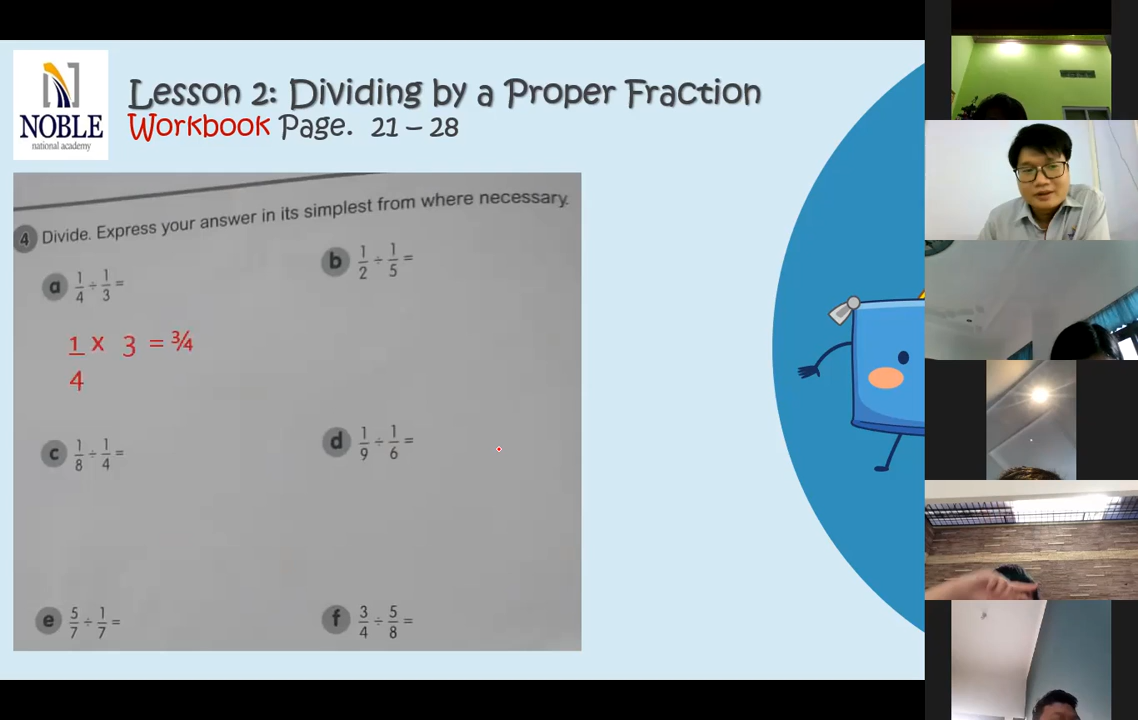 NOBLE
national academy
Lesson 2: Dividing by a Proper Fraction
Workbook Page. 21 – 28
4 Divide. Express your answer in its simplest from where necessary.
a 1/4 ÷ 1/3 =
b 1/2 ÷ 1/5 =
1/4 x 3 = ¾
c 1/8 ÷ 1/4 =
d 1/9 ÷ 1/6 =
e 5/7 ÷ 1/7 =
f 3/4 ÷ 5/8 =